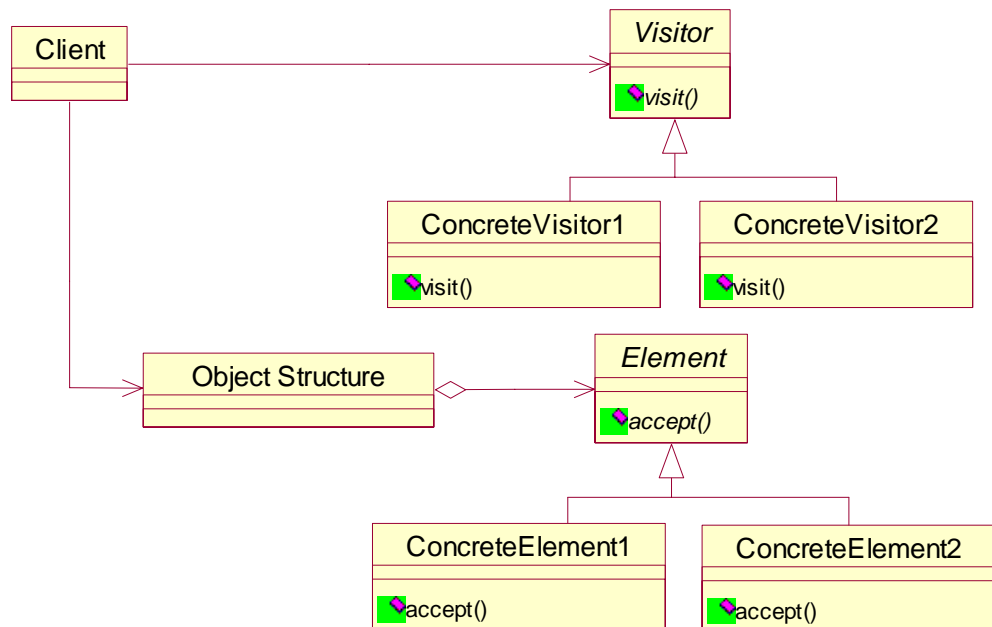 Client
Visitor
visit()
ConcreteVisitor1
visit()
ConcreteVisitor2
visit()
Object Structure
Element
accept()
ConcreteElement1
accept()
ConcreteElement2
accept()